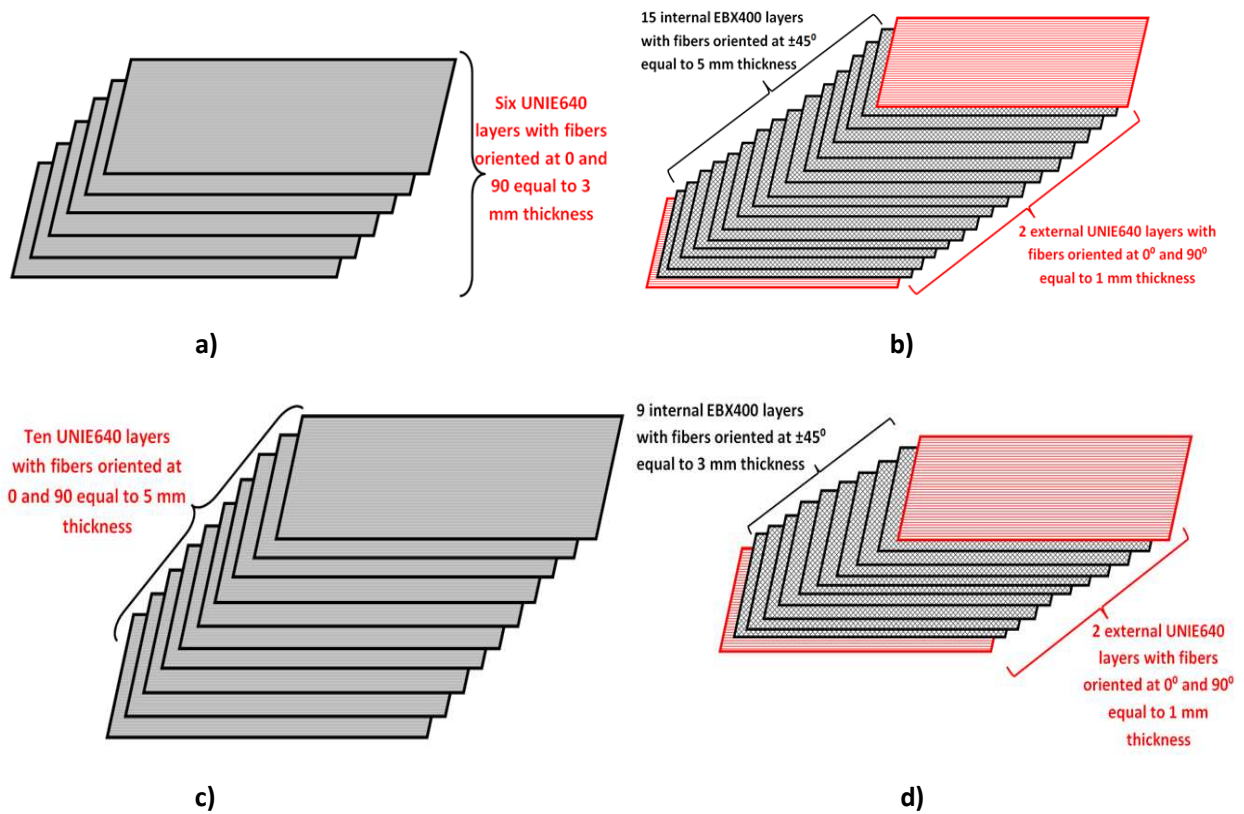 Six UNIE640
layers with fibers
oriented at 0 and
90 equal to 3
mm thickness
a)
15 internal EBX400 layers
with fibers oriented at ±45⁰
equal to 5 mm thickness
2 external UNIE640 layers with
fibers oriented at 0⁰ and 90⁰
equal to 1 mm thickness
b)
Ten UNIE640 layers
with fibers oriented at
0 and 90 equal to 5 mm
thickness
c)
9 internal EBX400 layers
with fibers oriented at ±45⁰
equal to 3 mm thickness
2 external UNIE640
layers with fibers
oriented at 0⁰ and 90⁰
equal to 1 mm
thickness
d)